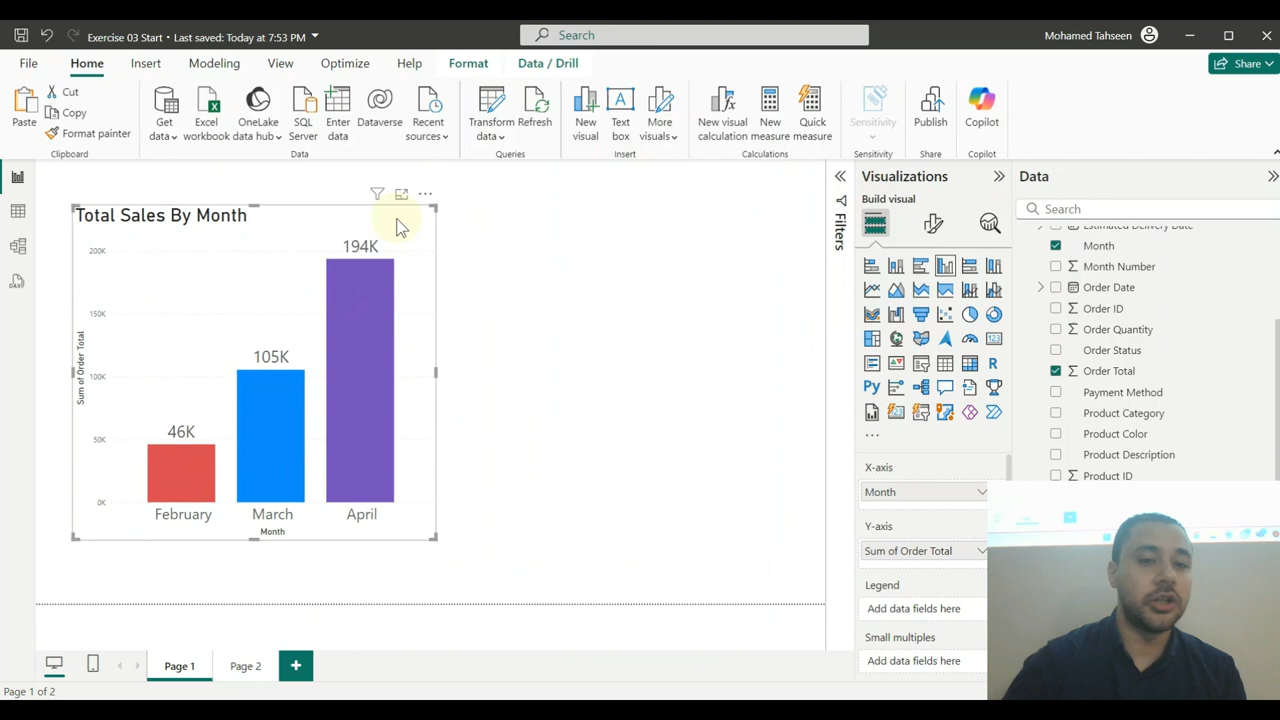 Exercise 03 Start • Last saved: Today at 7:53 PM
Search
Mohamed Tahseen
File Home Insert Modeling View Optimize Help Format Data / Drill
Share
Paste
Cut
Copy
Format painter
Clipboard
Get data
Excel workbook
OneLake data hub
SQL Server
Enter data
Dataverse
Recent sources
Data
Transform data
Refresh
Queries
New visual
Text box
More visuals
Insert
New visual calculation
New measure
Quick measure
Calculations
Sensitivity
Sensitivity
Publish
Share
Copilot
Copilot
Total Sales By Month
200K
150K
100K
50K
0K
Sum of Order Total
46K
105K
194K
February March April
Month
Filters
Visualizations
Build visual
R
Py
123
X-axis
Month
Y-axis
Sum of Order Total
Legend
Add data fields here
Small multiples
Add data fields here
Data
Search
Estimated Delivery Date
Month
Month Number
Order Date
Order ID
Order Quantity
Order Status
Order Total
Payment Method
Product Category
Product Color
Product Description
Product ID
Page 1
Page 2
Page 1 of 2